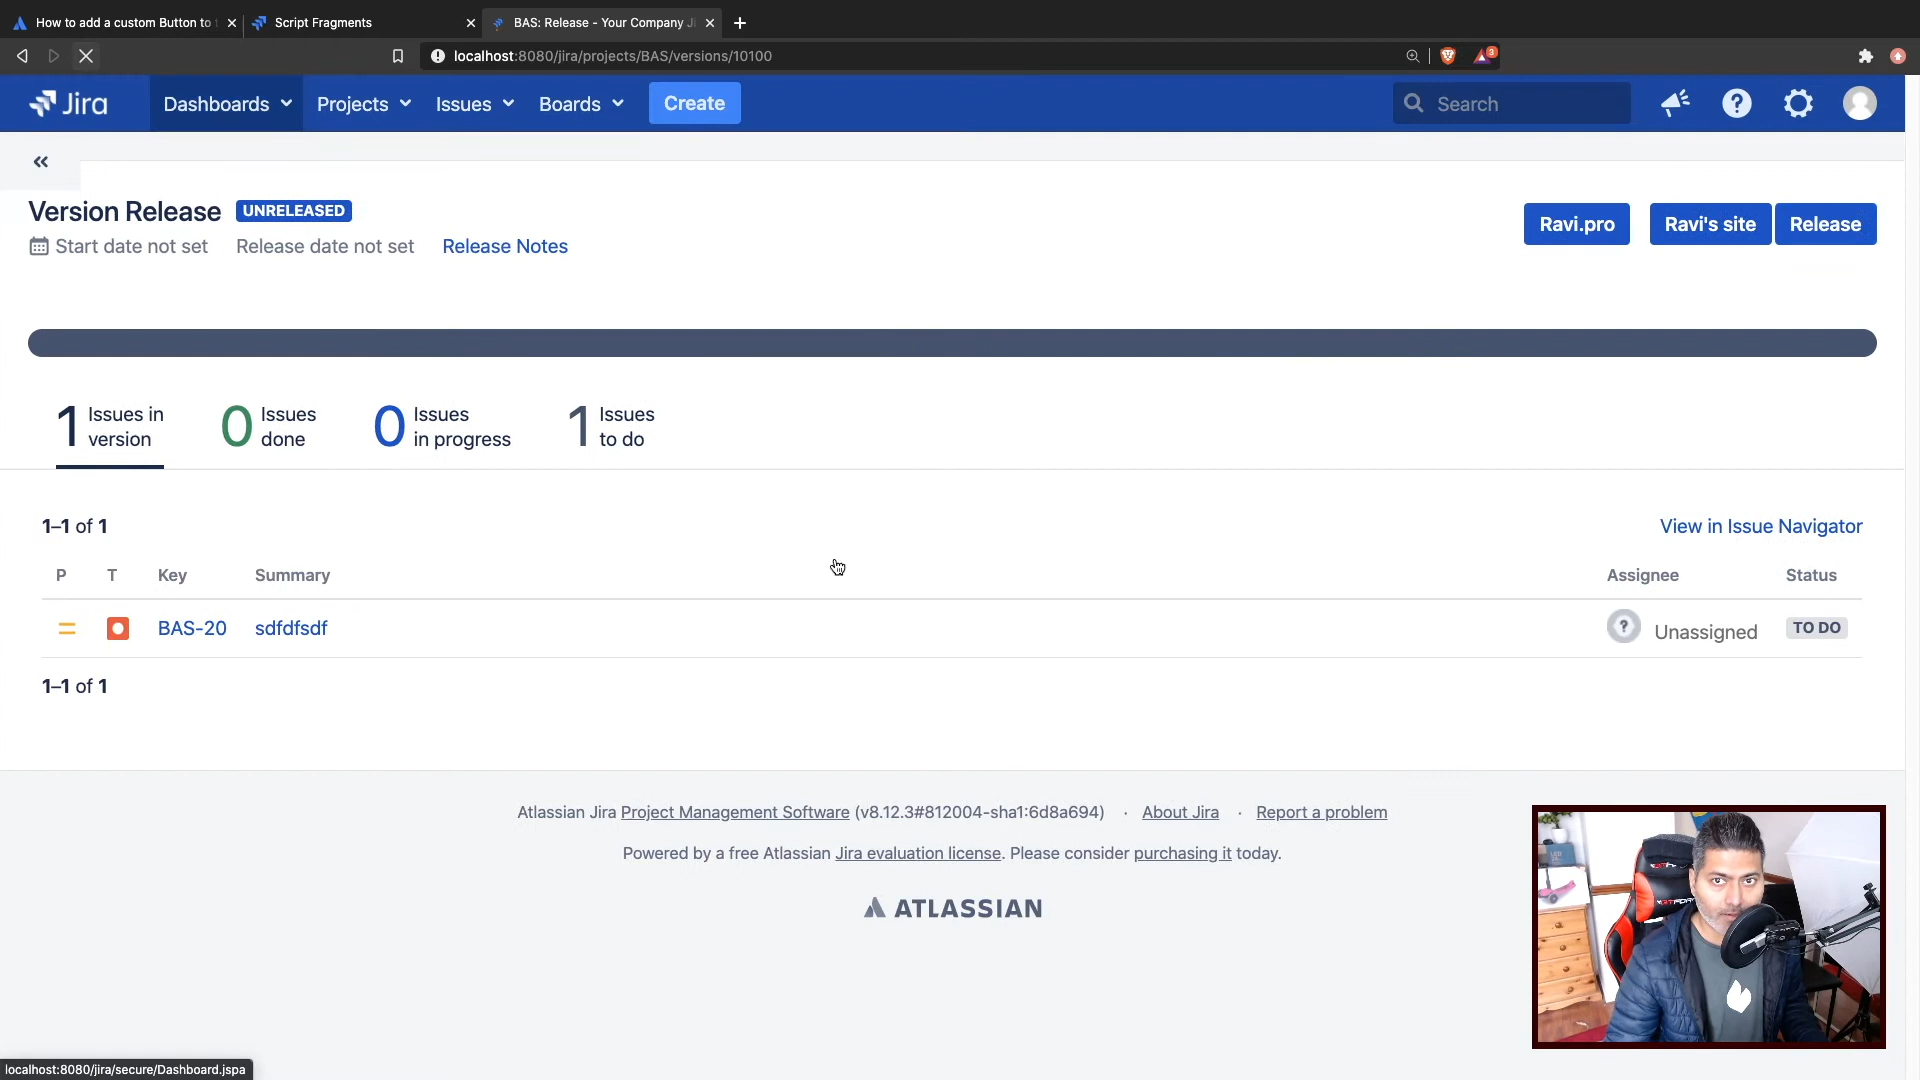 How to add a custom Button to
Script Fragments
BAS: Release - Your Company Ji
localhost:8080/jira/projects/BAS/versions/10100
3
Jira
Dashboards
Projects
Issues
Boards
Create
Search
Version Release
UNRELEASED
Ravi.pro
Ravi's site
Release
Start date not set
Release date not set
Release Notes
1 Issues in version
0 Issues done
0 Issues in progress
1 Issues to do
1–1 of 1
View in Issue Navigator
P T Key Summary Assignee Status
BAS-20 sdfdfsdf Unassigned TO DO
1–1 of 1
Atlassian Jira Project Management Software (v8.12.3#812004-sha1:6d8a694) · About Jira · Report a problem
Powered by a free Atlassian Jira evaluation license. Please consider purchasing it today.
ATLASSIAN
localhost:8080/jira/secure/Dashboard.jspa